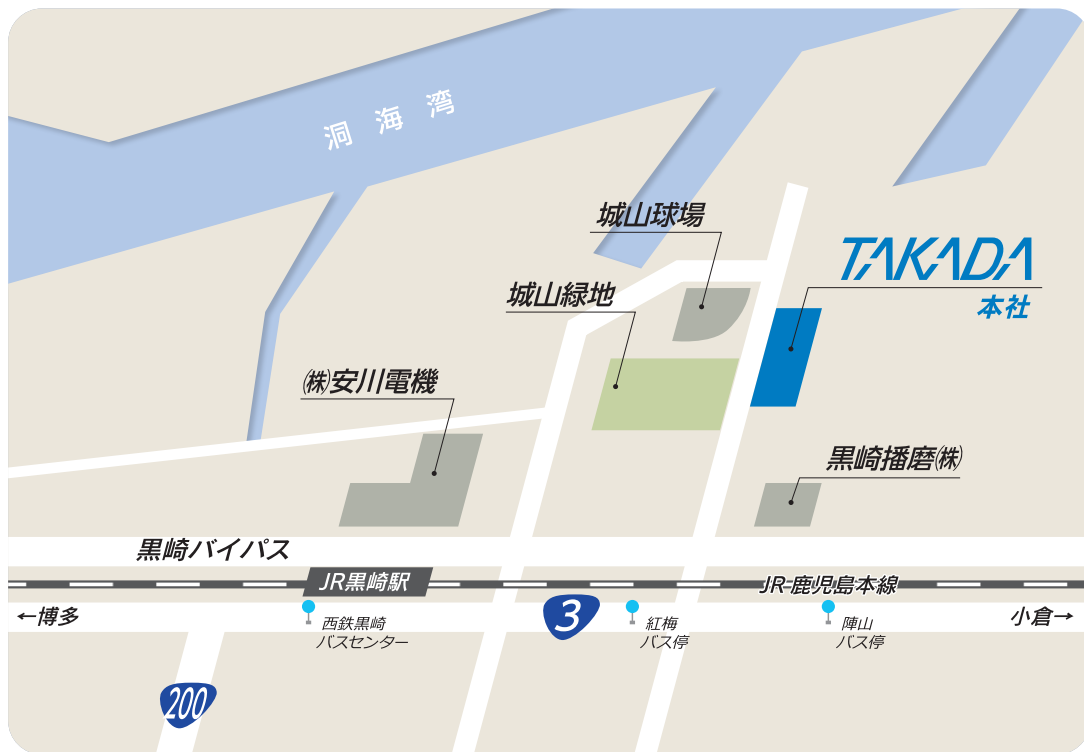 洞海湾
城山球場
TAKADA
本社
城山緑地
㈱安川電機
黒崎播磨㈱
黒崎バイパス
JR黒崎駅
JR鹿児島本線
←博多
3
小倉→
西鉄黒崎
バスセンター
紅梅
バス停
陣山
バス停
200